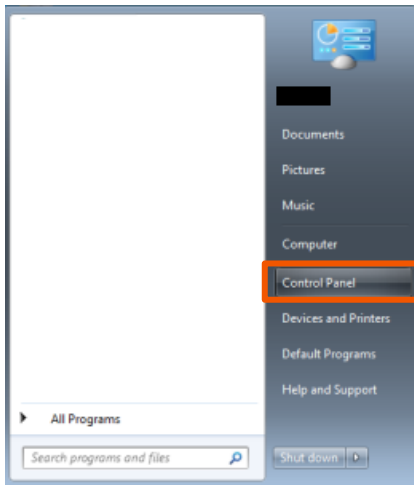 Documents
Pictures
Music
Computer
Control Panel
Devices and Printers
Default Programs
Help and Support
All Programs
Search programs and files
Shut down